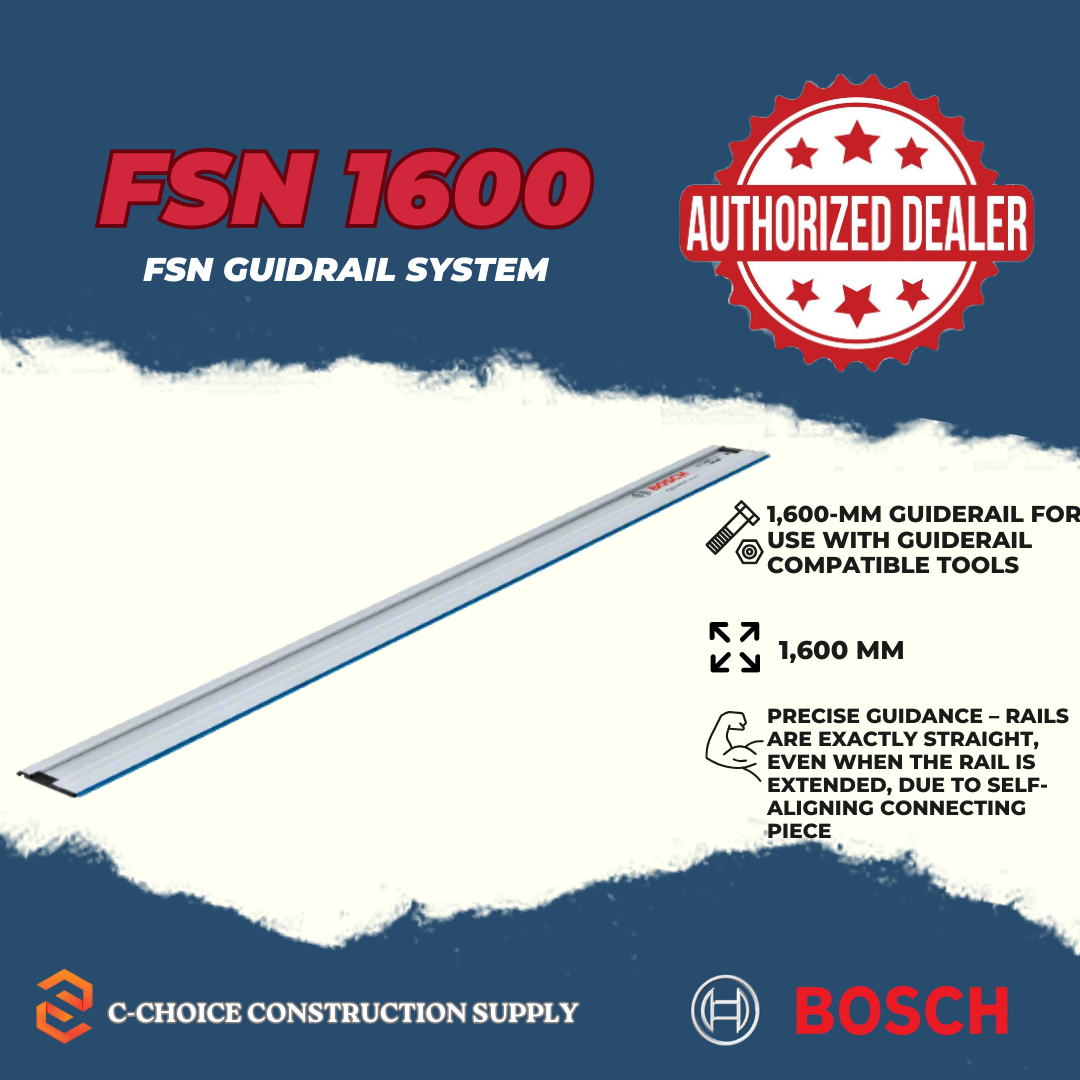 FSN 1600
FSN GUIDRAIL SYSTEM
AUTHORIZED DEALER
BOSCH
1,600-MM GUIDERAIL FOR
USE WITH GUIDERAIL
COMPATIBLE TOOLS
1,600 MM
PRECISE GUIDANCE – RAILS
ARE EXACTLY STRAIGHT,
EVEN WHEN THE RAIL IS
EXTENDED, DUE TO SELF-
ALIGNING CONNECTING
PIECE
C-CHOICE CONSTRUCTION SUPPLY
BOSCH